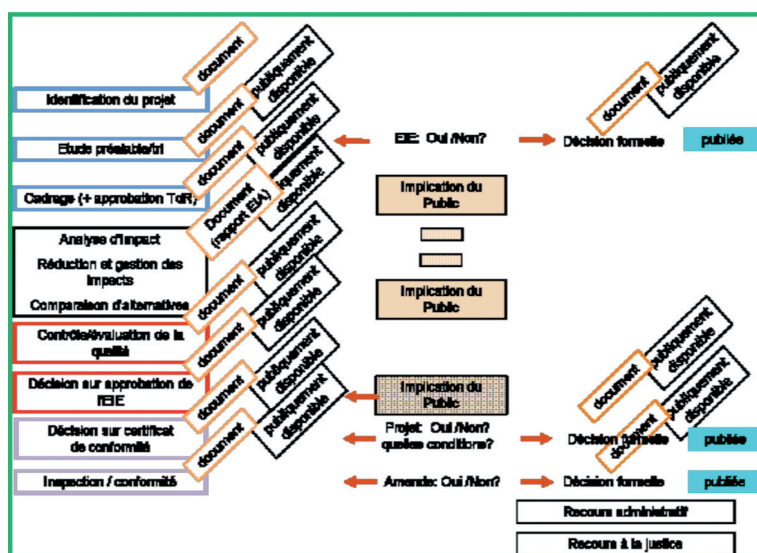 document
publiquement
disponible
document
publiquement
disponible
Identification du projet
document
publiquement
disponible
Etude préalable/tri
EIE: Oui /Non?
Décision formelle
publiée
document
publiquement
disponible
Cadrage (+ approbation TdR)
Implication du
Public
Document
(rapport EIA)
publiquement
disponible
Analyse d'impact
Réduction et gestion des
impacts
Comparaison d'alternatives
Implication du
Public
document
publiquement
disponible
Contrôle/évaluation de la
qualité
document
publiquement
disponible
Décision sur approbation de
l'EIE
Implication du
Public
document
publiquement
disponible
document
publiquement
disponible
Décision sur certificat
de conformité
Projet: Oui /Non?
quelles conditions?
Décision formelle
publiée
document
publiquement
disponible
document
publiquement
disponible
Inspection / conformité
Amende: Oui /Non?
Décision formelle
publiée
Recours administratif
Recours à la justice